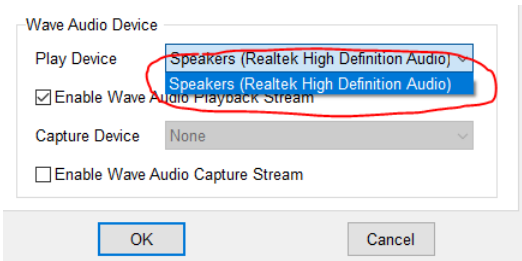 Wave Audio Device
Play Device Speakers (Realtek High Definition Audio)
Speakers (Realtek High Definition Audio)
Enable Wave Audio Playback Stream
Capture Device None
Enable Wave Audio Capture Stream
OK Cancel